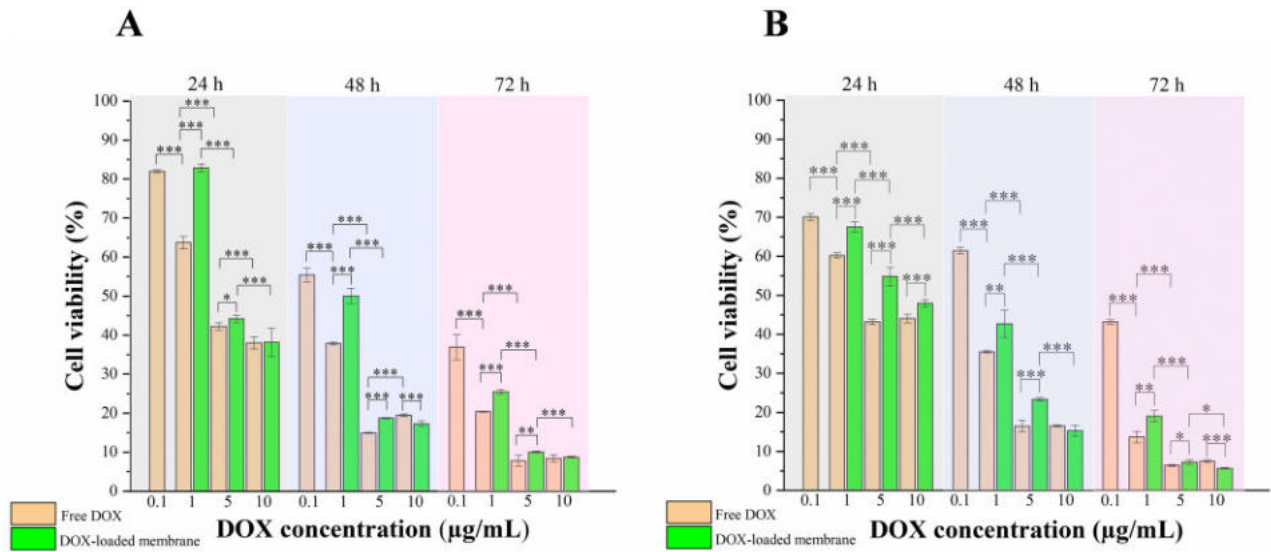 A
24 h 48 h 72 h
100
90
80
70
60
50
40
30
20
10
0
Cell viability (%)
*** *** *** *** *** *** * *** *** *** *** *** *** *** *** *** *** *** *** ** ***
0.1 1 5 10 0.1 1 5 10 0.1 1 5 10
DOX concentration (µg/mL)
Free DOX
DOX-loaded membrane
B
24 h 48 h 72 h
100
90
80
70
60
50
40
30
20
10
0
Cell viability (%)
*** *** *** *** *** *** *** *** *** ** *** *** *** *** *** ** *** * * ***
0.1 1 5 10 0.1 1 5 10 0.1 1 5 10
DOX concentration (µg/mL)
Free DOX
DOX-loaded membrane